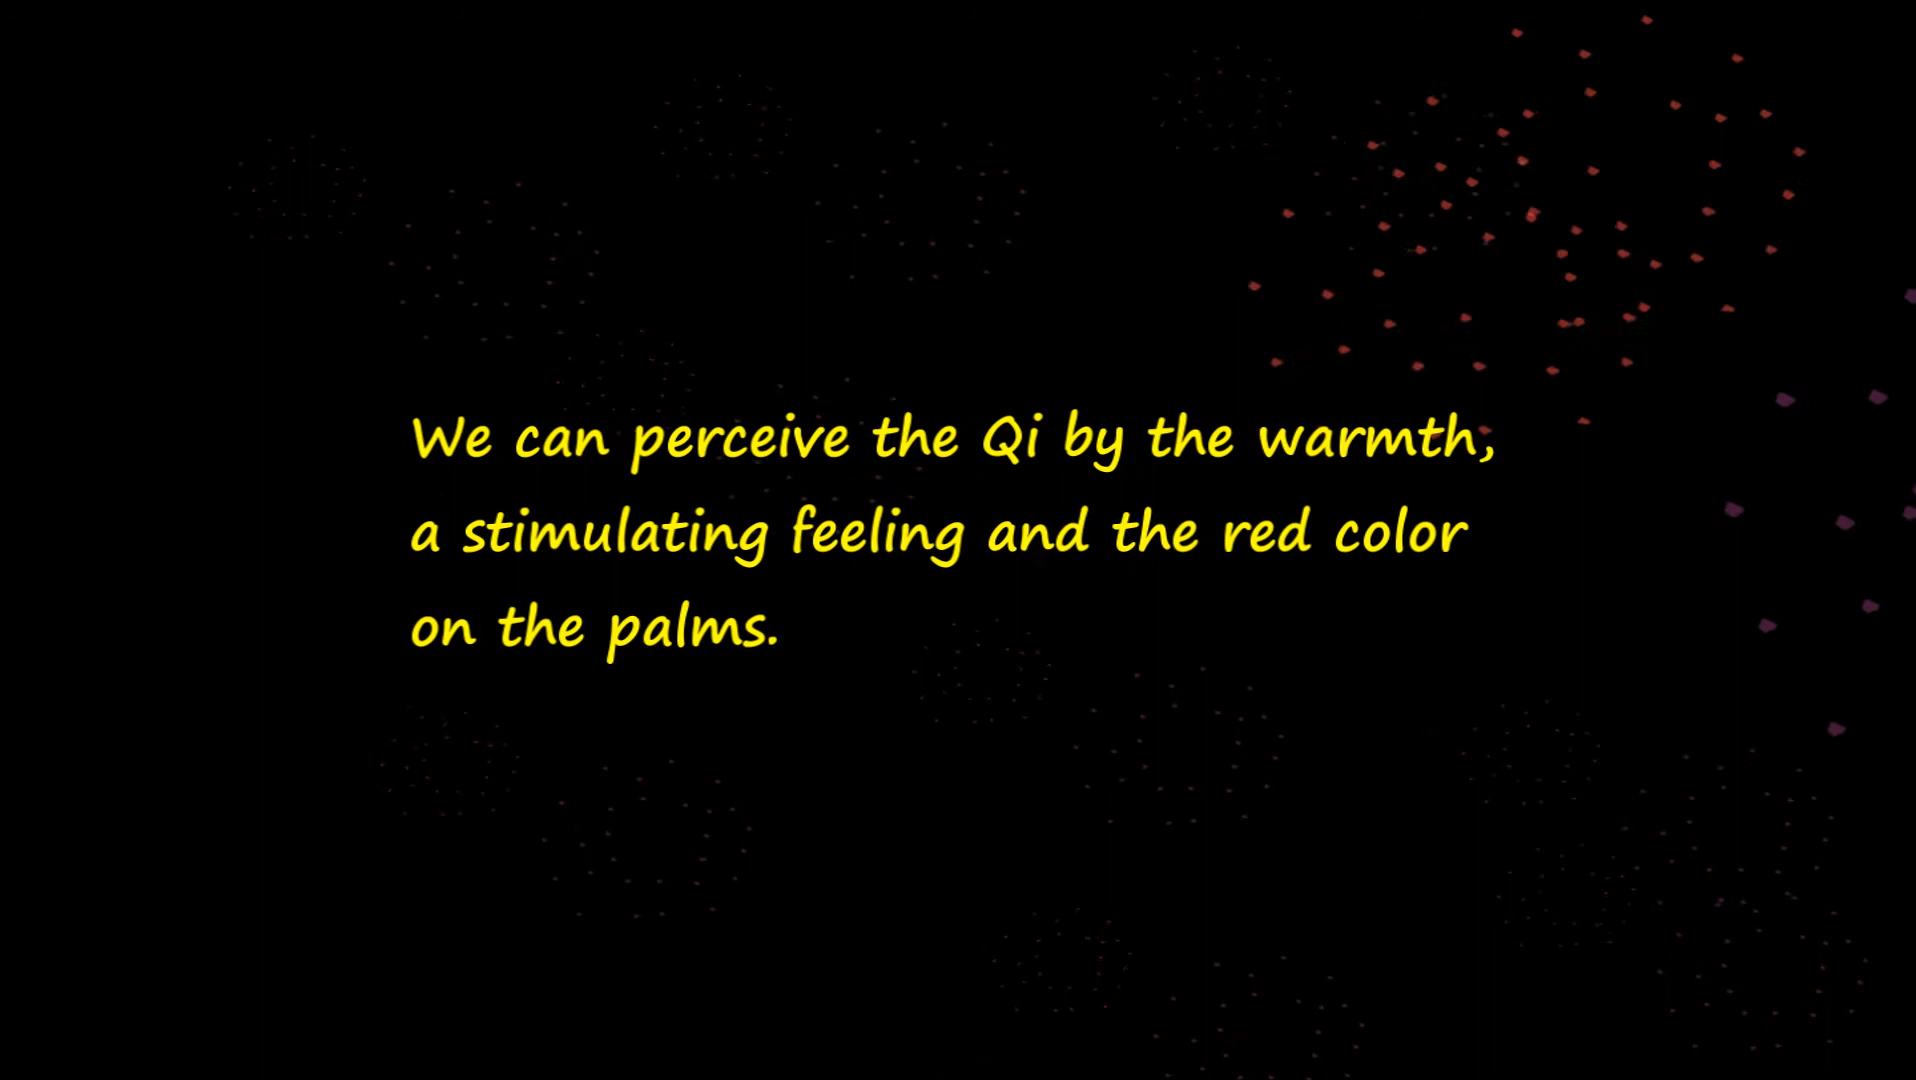 We can perceive the Qi by the warmth,
a stimulating feeling and the red color
on the palms.